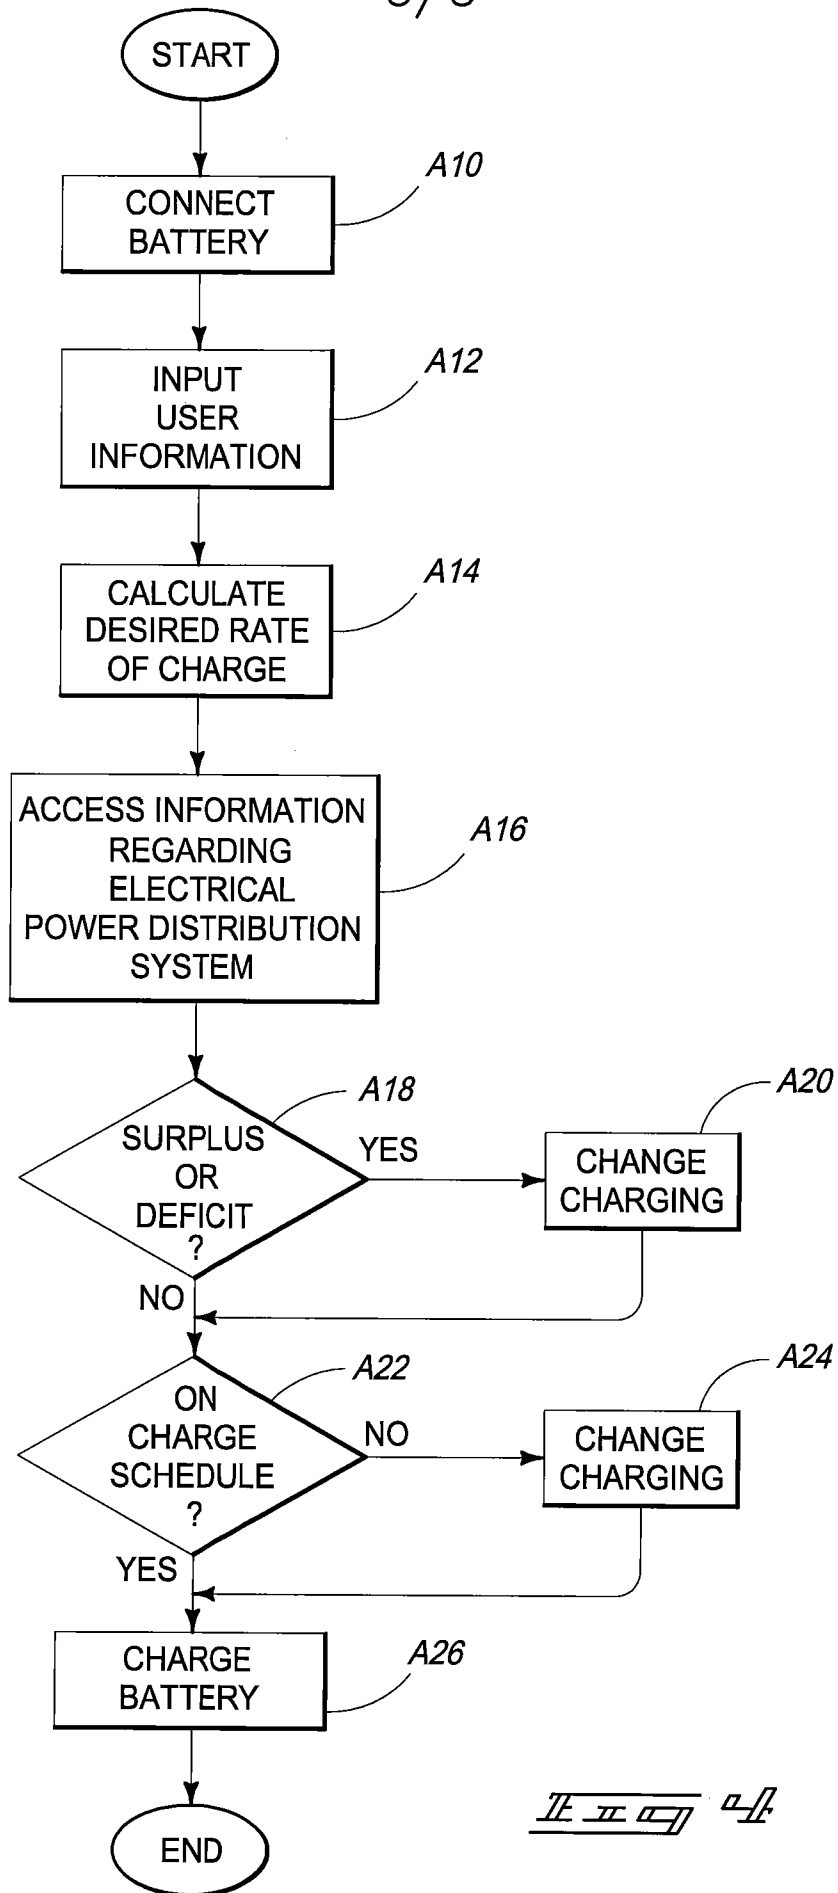 START
A10
CONNECT
BATTERY
A12
INPUT
USER
INFORMATION
A14
CALCULATE
DESIRED RATE
OF CHARGE
A16
ACCESS INFORMATION
REGARDING
ELECTRICAL
POWER DISTRIBUTION
SYSTEM
A18
SURPLUS
OR
DEFICIT
?
YES
A20
CHANGE
CHARGING
NO
A22
ON
CHARGE
SCHEDULE
?
NO
A24
CHANGE
CHARGING
YES
A26
CHARGE
BATTERY
END
FIG 4